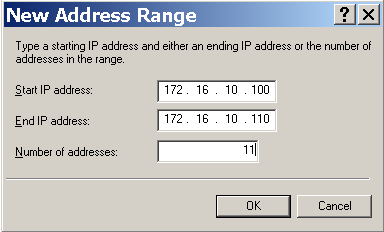 New Address Range
? X
Type a starting IP address and either an ending IP address or the number of
addresses in the range.
Start IP address: 172 . 16 . 10 . 100
End IP address: 172 . 16 . 10 . 110
Number of addresses: 11
OK Cancel